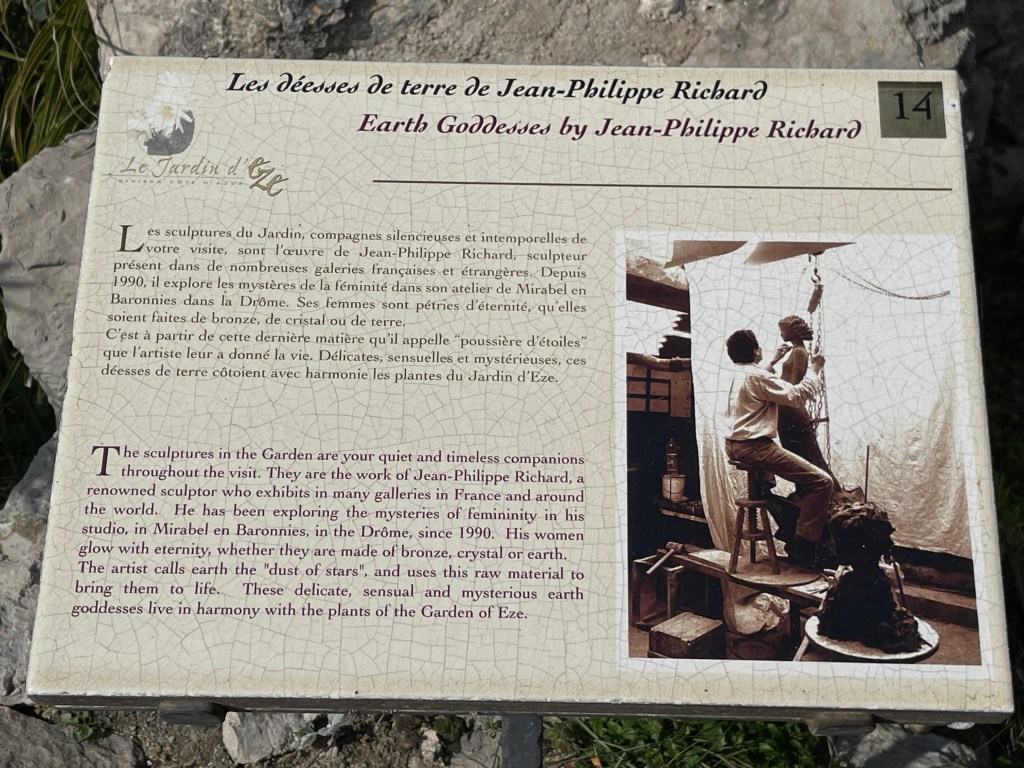 Les déesses de terre de Jean-Philippe Richard
Earth Goddesses by Jean-Philippe Richard
14
Le Jardin d'eze
RIVIERA CÔTE D'AZUR
Les sculptures du Jardin, compagnes silencieuses et intemporelles de
votre visite, sont l'œuvre de Jean-Philippe Richard, sculpteur
présent dans de nombreuses galeries françaises et étrangères. Depuis
1990, il explore les mystères de la féminité dans son atelier de Mirabel en
Baronnies dans la Drôme. Ses femmes sont pétries d'éternité, qu'elles
soient faites de bronze, de cristal ou de terre.
C'est à partir de cette dernière matière qu'il appelle "poussière d'étoiles"
que l'artiste leur a donné la vie. Délicates, sensuelles et mystérieuses, ces
déesses de terre côtoient avec harmonie les plantes du Jardin d'Eze.
The sculptures in the Garden are your quiet and timeless companions
throughout the visit. They are the work of Jean-Philippe Richard, a
renowned sculptor who exhibits in many galleries in France and around
the world. He has been exploring the mysteries of femininity in his
studio, in Mirabel en Baronnies, in the Drôme, since 1990. His women
glow with eternity, whether they are made of bronze, crystal or earth.
The artist calls earth the "dust of stars", and uses this raw material to
bring them to life. These delicate, sensual and mysterious earth
goddesses live in harmony with the plants of the Garden of Eze.